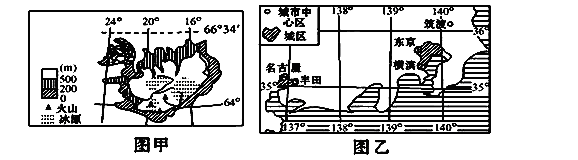 24° 20° 16°
66°34′
(m)
500
200
0
▲ 火山
冰原
64°
图甲
城市中心区
城区
138° 139° 140°
筑波
36°
东京
横滨
名古屋
半田
35°
35°
137° 138° 139° 140°
图乙